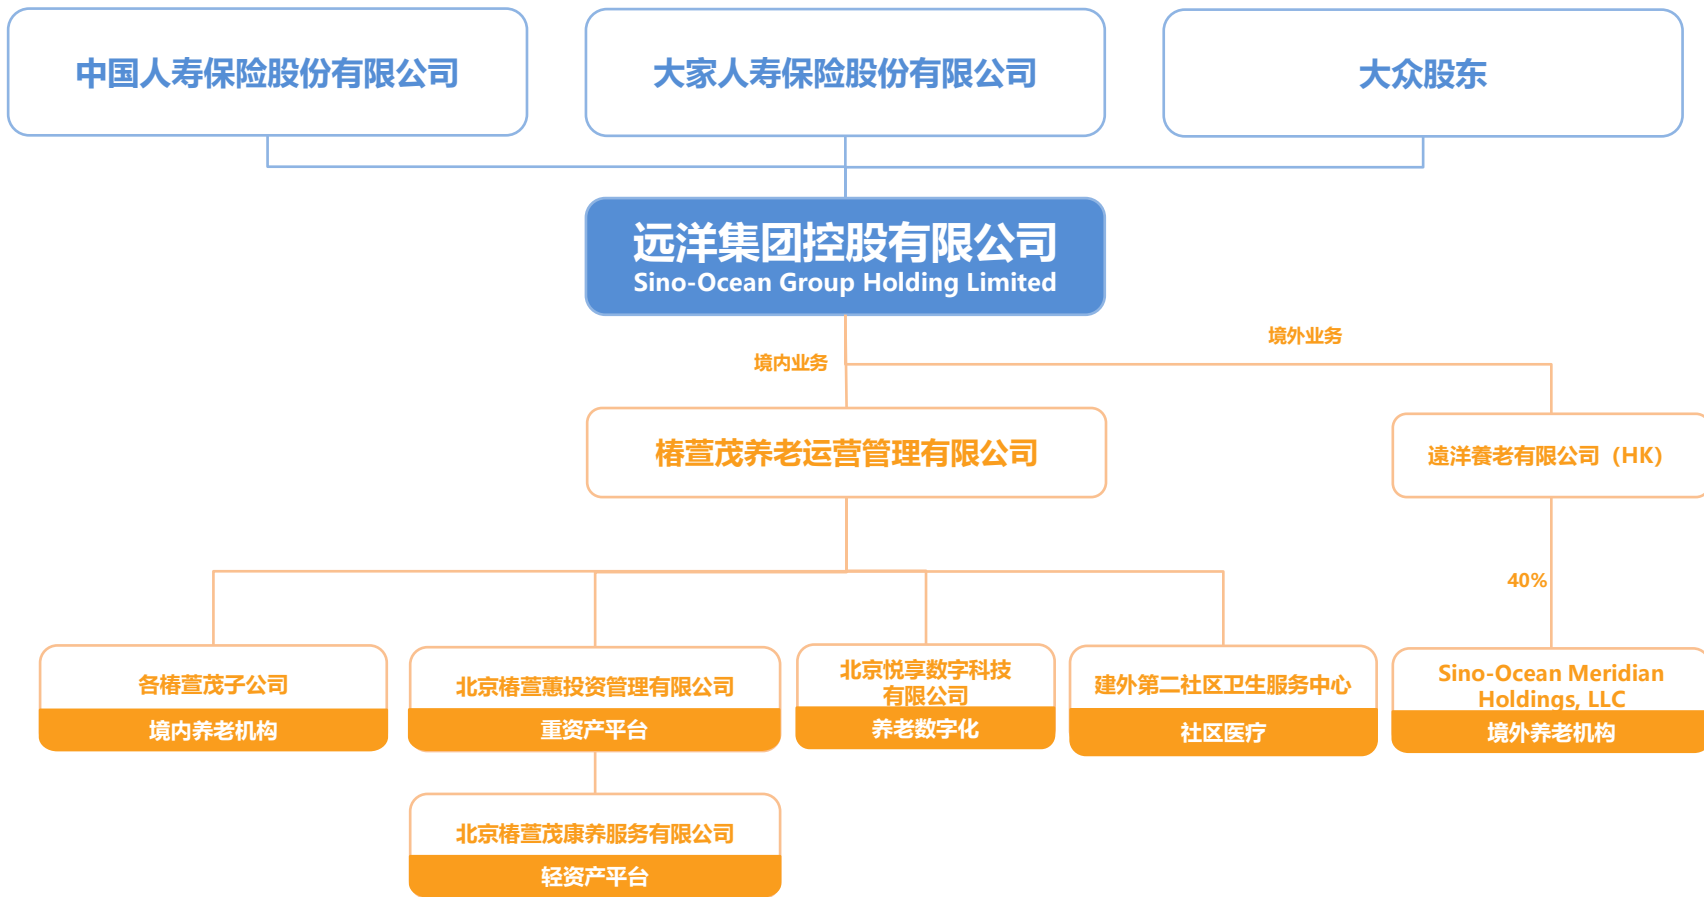 中国人寿保险股份有限公司
大家人寿保险股份有限公司
大众股东
远洋集团控股有限公司
Sino-Ocean Group Holding Limited
境内业务
境外业务
椿萱茂养老运营管理有限公司
遠洋養老有限公司（HK）
40%
各椿萱茂子公司
境内养老机构
北京椿萱蕙投资管理有限公司
重资产平台
北京悦享数字科技
有限公司
养老数字化
建外第二社区卫生服务中心
社区医疗
Sino-Ocean Meridian
Holdings, LLC
境外养老机构
北京椿萱茂康养服务有限公司
轻资产平台